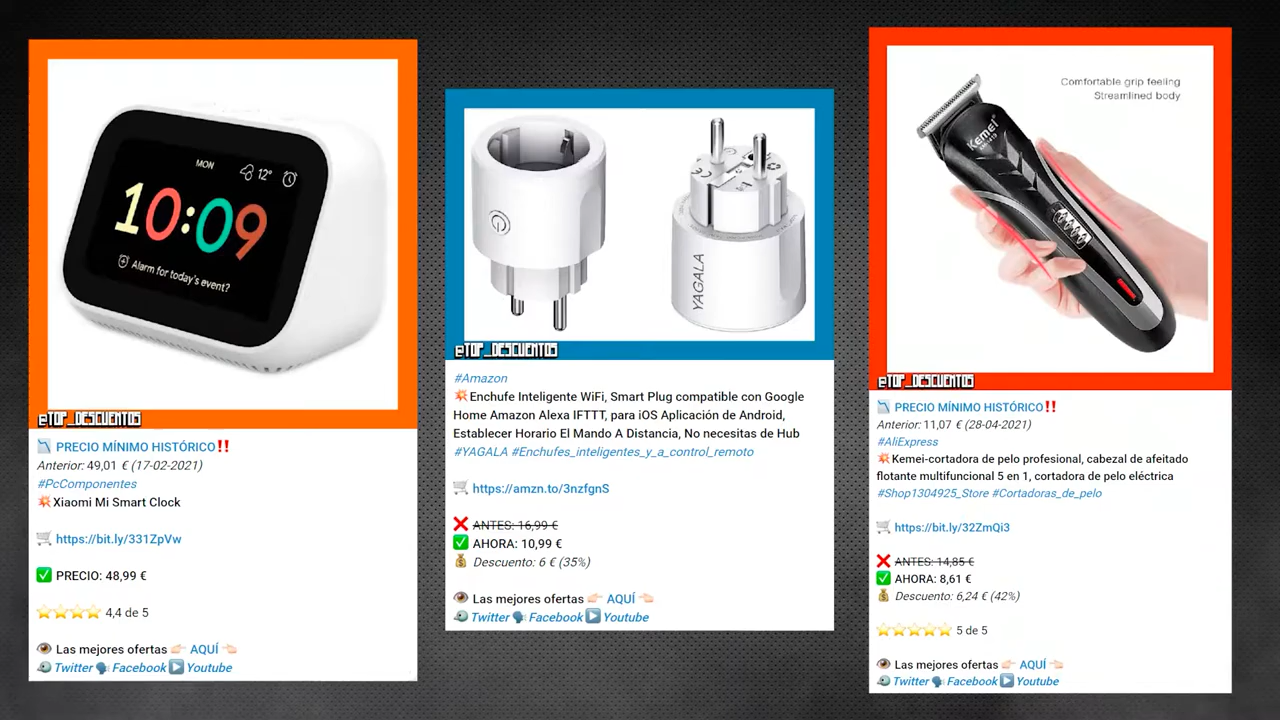 MON
12°
10:09
Alarm for today's event?
@TOP_DESCUENTOS
PRECIO MÍNIMO HISTÓRICO‼
Anterior: 49,01 € (17-02-2021)
#PcComponentes
Xiaomi Mi Smart Clock
https://bit.ly/331ZpVw
PRECIO: 48,99 €
4,4 de 5
Las mejores ofertas AQUÍ
Twitter Facebook Youtube
YAGALA
@TOP_DESCUENTOS
#Amazon
Enchufe Inteligente WiFi, Smart Plug compatible con Google
Home Amazon Alexa IFTTT, para iOS Aplicación de Android,
Establecer Horario El Mando A Distancia, No necesitas de Hub
#YAGALA #Enchufes_inteligentes_y_a_control_remoto
https://amzn.to/3nzfgnS
ANTES: 16,99 €
AHORA: 10,99 €
Descuento: 6 € (35%)
Las mejores ofertas AQUÍ
Twitter Facebook Youtube
Comfortable grip feeling
Streamlined body
KEMEI
@TOP_DESCUENTOS
PRECIO MÍNIMO HISTÓRICO‼
Anterior: 11,07 € (28-04-2021)
#AliExpress
Kemei-cortadora de pelo profesional, cabezal de afeitado
flotante multifuncional 5 en 1, cortadora de pelo eléctrica
#Shop1304925_Store #Cortadoras_de_pelo
https://bit.ly/32ZmQi3
ANTES: 14,85 €
AHORA: 8,61 €
Descuento: 6,24 € (42%)
5 de 5
Las mejores ofertas AQUÍ
Twitter Facebook Youtube